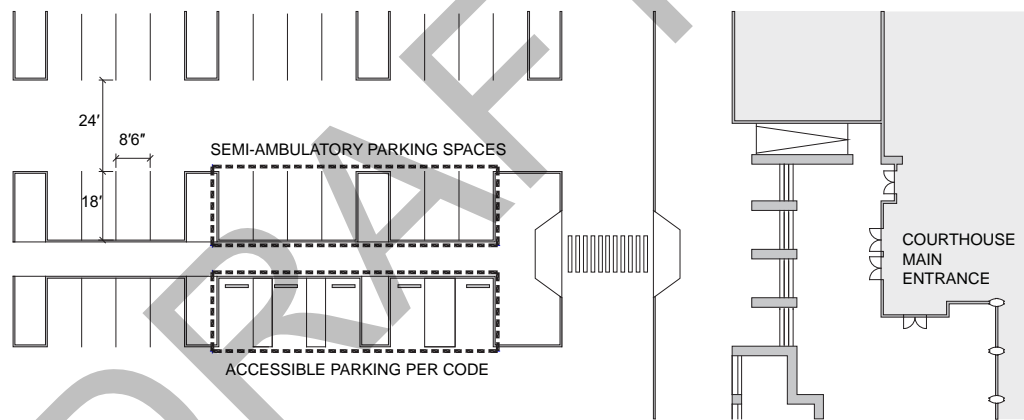 24'
8'6"
SEMI-AMBULATORY PARKING SPACES
18'
COURTHOUSE
MAIN
ENTRANCE
ACCESSIBLE PARKING PER CODE
DRAFT